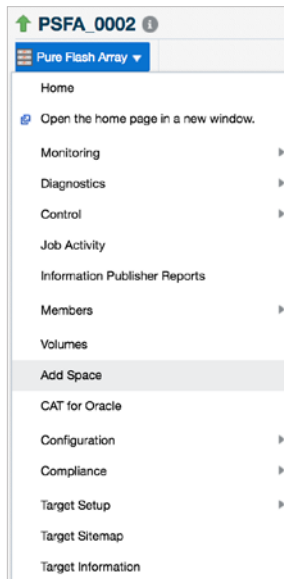 PSFA_0002
Pure Flash Array
Home
Open the home page in a new window.
Monitoring
Diagnostics
Control
Job Activity
Information Publisher Reports
Members
Volumes
Add Space
CAT for Oracle
Configuration
Compliance
Target Setup
Target Sitemap
Target Information